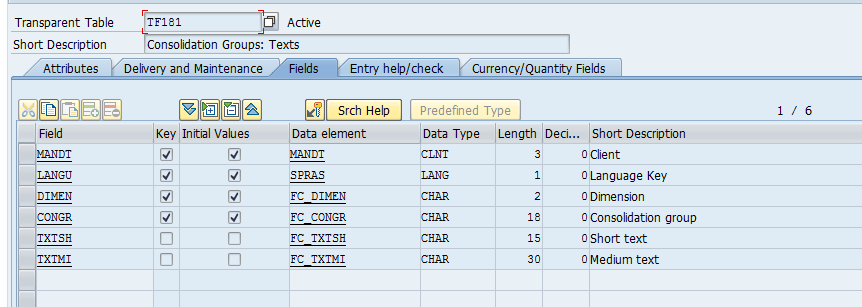 Transparent Table TF181 Active
Short Description Consolidation Groups: Texts
Attributes Delivery and Maintenance Fields Entry help/check Currency/Quantity Fields
Srch Help Predefined Type 1 / 6
Field Key Initial Values Data element Data Type Length Deci... Short Description
MANDT MANDT CLNT 3 0 Client
LANGU SPRAS LANG 1 0 Language Key
DIMEN FC_DIMEN CHAR 2 0 Dimension
CONGR FC_CONGR CHAR 18 0 Consolidation group
TXTSH FC_TXTSH CHAR 15 0 Short text
TXTMI FC_TXTMI CHAR 30 0 Medium text